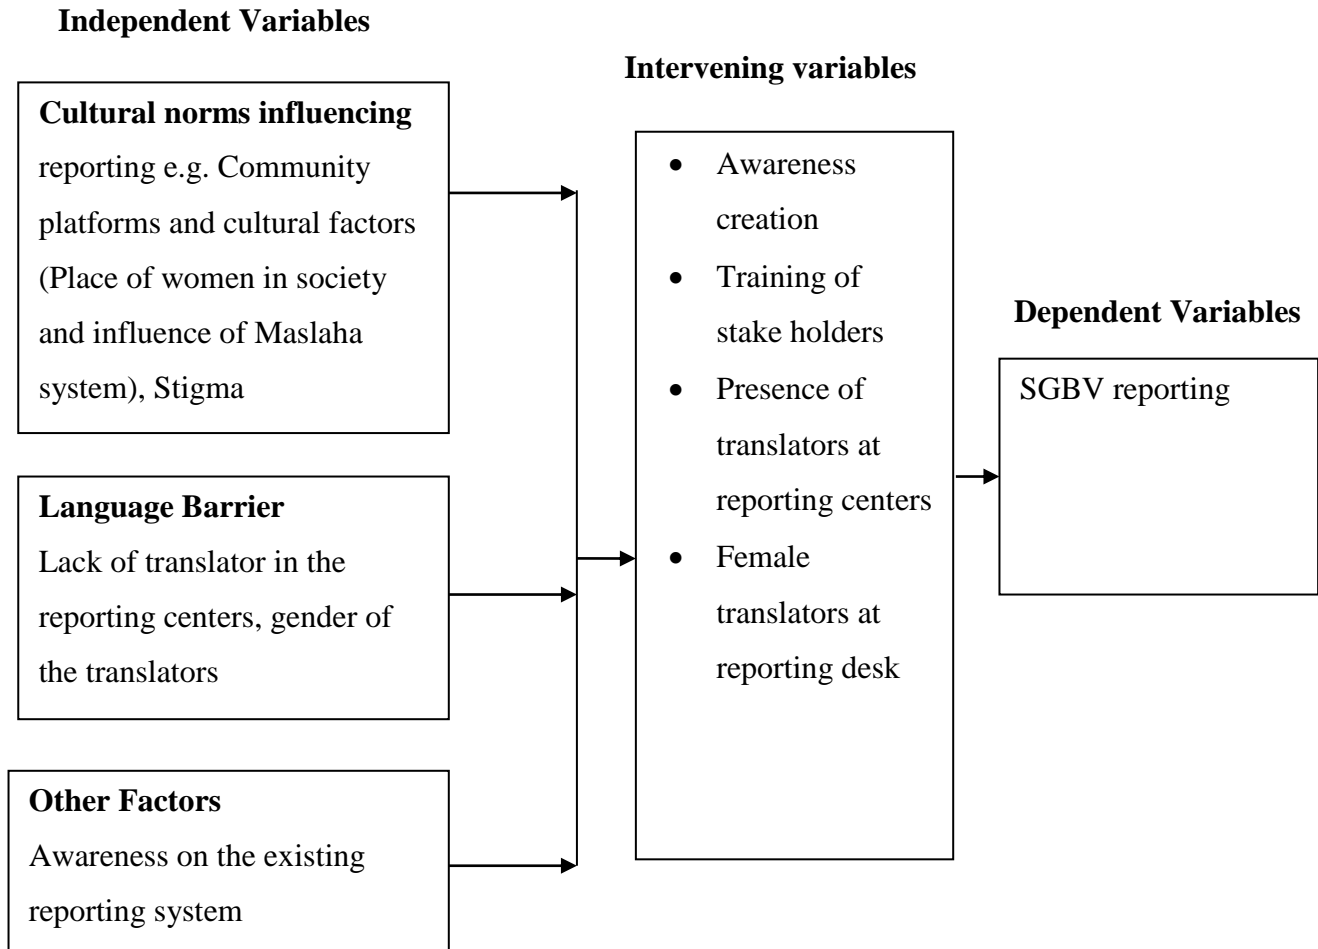 Independent Variables
Cultural norms influencing
reporting e.g. Community
platforms and cultural factors
(Place of women in society
and influence of Maslaha
system), Stigma
Language Barrier
Lack of translator in the
reporting centers, gender of
the translators
Other Factors
Awareness on the existing
reporting system
Intervening variables
• Awareness
creation
• Training of
stake holders
• Presence of
translators at
reporting centers
• Female
translators at
reporting desk
Dependent Variables
SGBV reporting